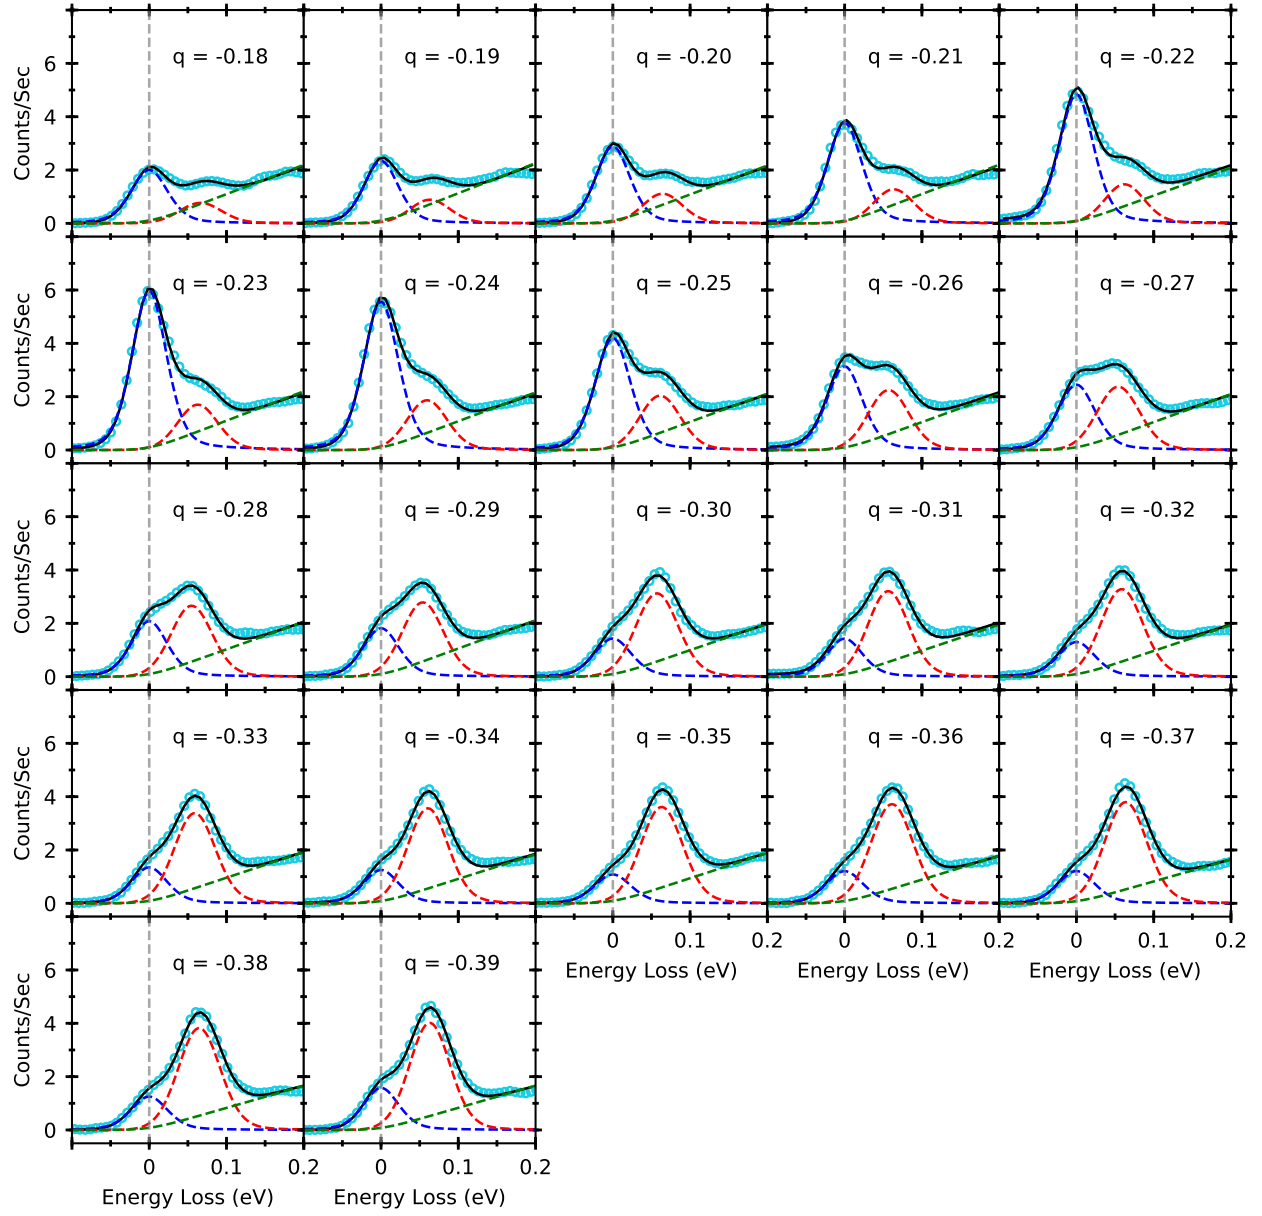 q = -0.18
q = -0.19
q = -0.20
q = -0.21
q = -0.22
Counts/Sec
6
4
2
0
q = -0.23
q = -0.24
q = -0.25
q = -0.26
q = -0.27
Counts/Sec
6
4
2
0
q = -0.28
q = -0.29
q = -0.30
q = -0.31
q = -0.32
Counts/Sec
6
4
2
0
q = -0.33
q = -0.34
q = -0.35
q = -0.36
q = -0.37
Counts/Sec
6
4
2
0
0 0.1 0.2
0 0.1 0.2
0 0.1 0.2
Energy Loss (eV)
Energy Loss (eV)
Energy Loss (eV)
q = -0.38
q = -0.39
Counts/Sec
6
4
2
0
0 0.1 0.2
0 0.1 0.2
Energy Loss (eV)
Energy Loss (eV)